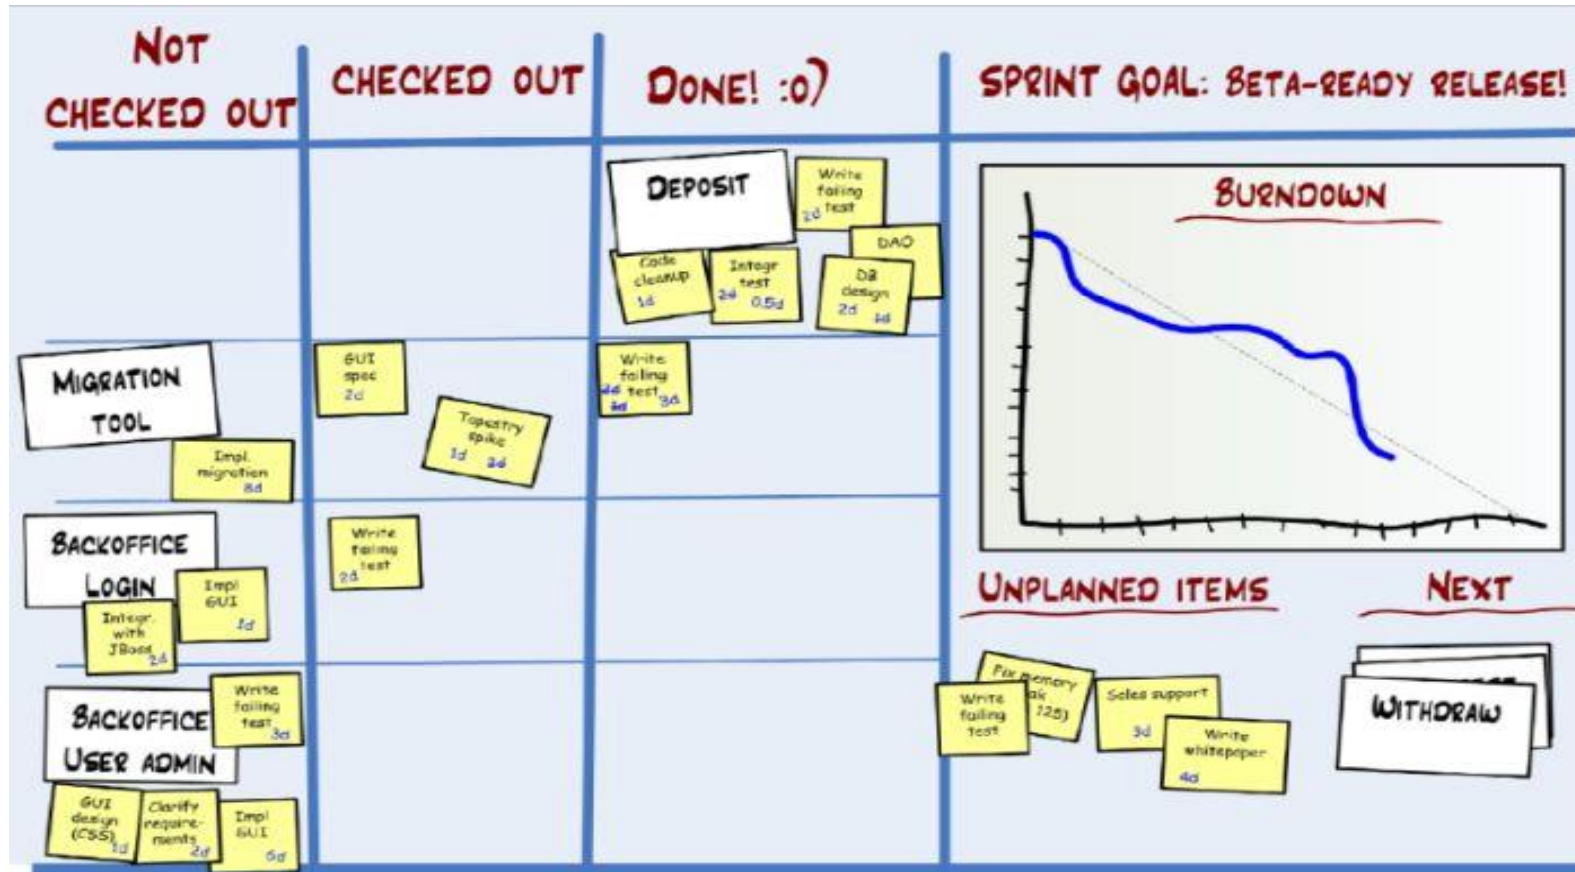 NOT
CHECKED OUT
CHECKED OUT
DONE! :o)
SPRINT GOAL: BETA-READY RELEASE!
DEPOSIT
Write
failing
test
2d
DAO
Code
cleanup
1d
Integr
test
2d 0.5d
DB
design
2d 1d
BURNDOWN
MIGRATION
TOOL
Impl.
migration
8d
GUI
spec
2d
Tapestry
spike
1d 2d
Write
failing
test
3d
BACKOFFICE
LOGIN
Integr.
with
JBoss
2d
Impl
GUI
1d
Write
failing
test
2d
BACKOFFICE
USER ADMIN
Write
failing
test
3d
GUI
design
(CSS)
1d
Clarify
require-
ments
2d
Impl
GUI
6d
UNPLANNED ITEMS
NEXT
Fix memory
125)
Write
failing
test
Sales support
3d
Write
whitepaper
4d
WITHDRAW